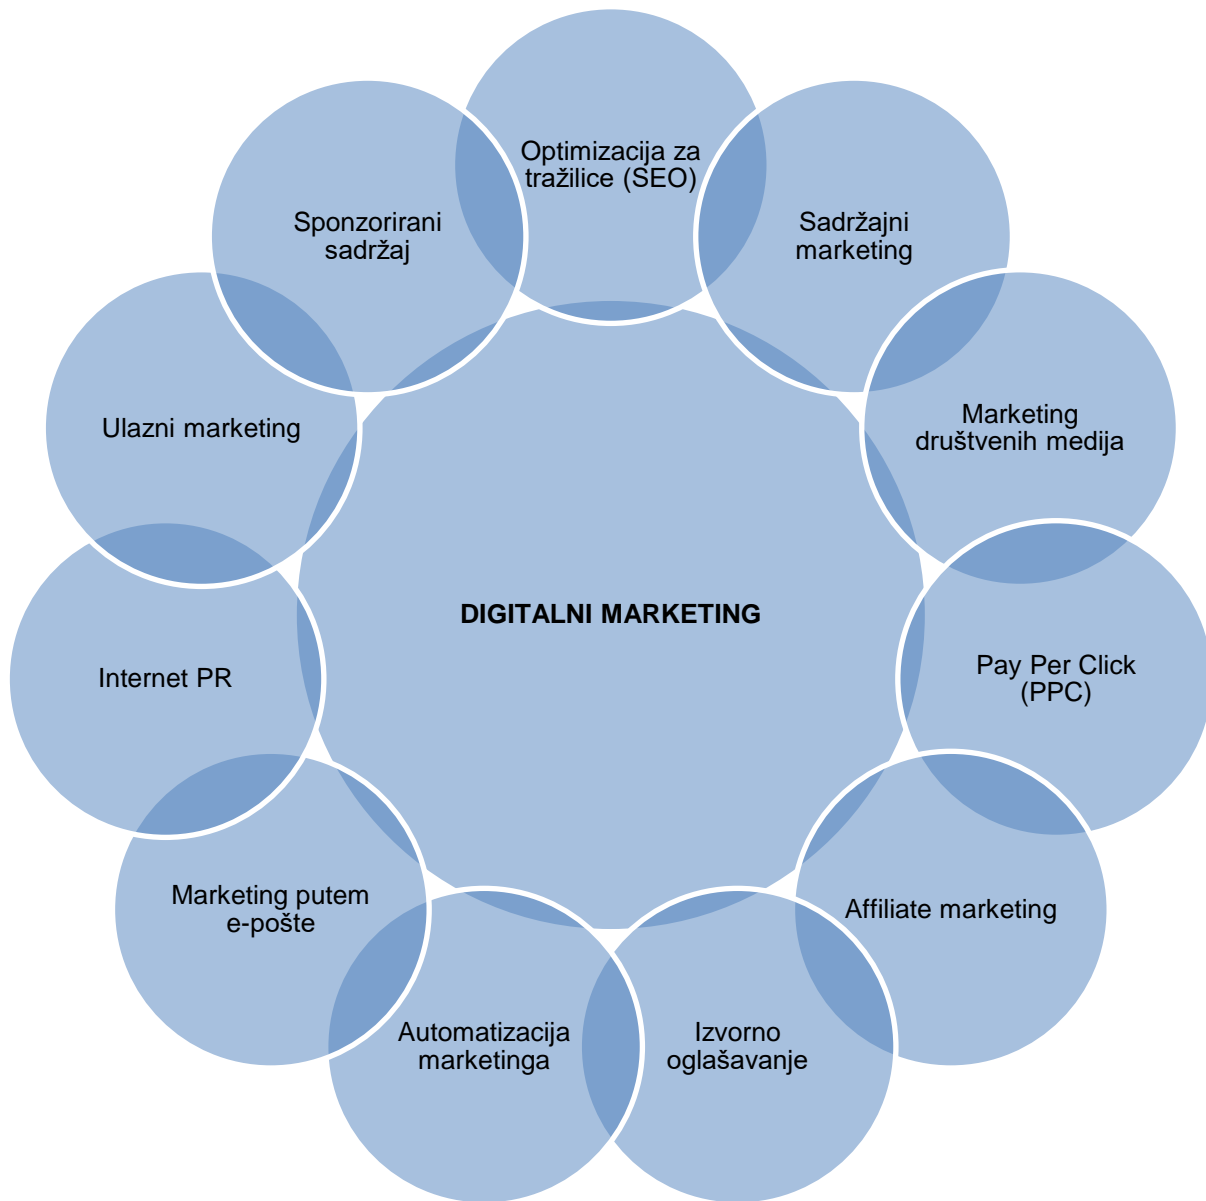 Optimizacija za
tražilice (SEO)
Sadržajni
marketing
Marketing
društvenih medija
Pay Per Click
(PPC)
Affiliate marketing
Izvorno
oglašavanje
Automatizacija
marketinga
Marketing putem
e-pošte
Internet PR
Ulazni marketing
Sponzorirani
sadržaj
DIGITALNI MARKETING